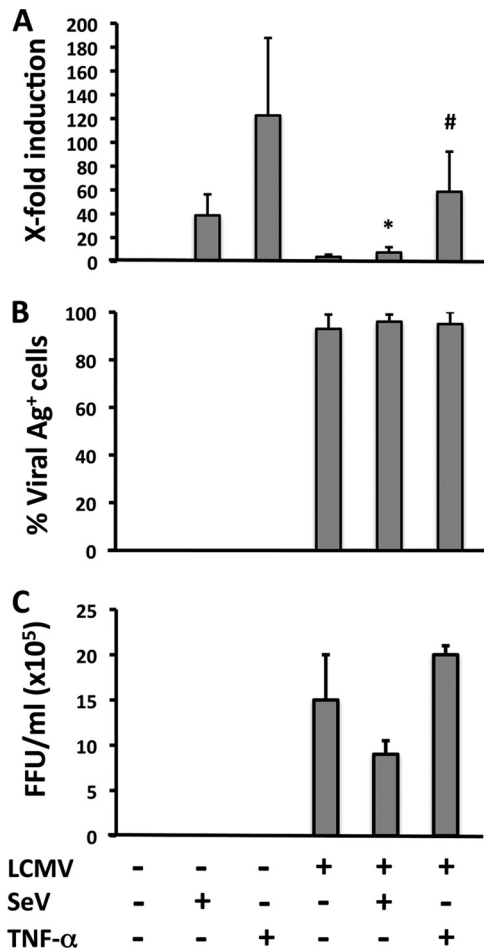 A
X-fold induction
200
180
160
140
120
100
80
60
40
20
0
*
#
B
% Viral Ag⁺ cells
100
80
60
40
20
0
C
FFU/ml (x10⁵)
25
20
15
10
5
0
LCMV - - - + + +
SeV - + - - + -
TNF-α - - + - - +